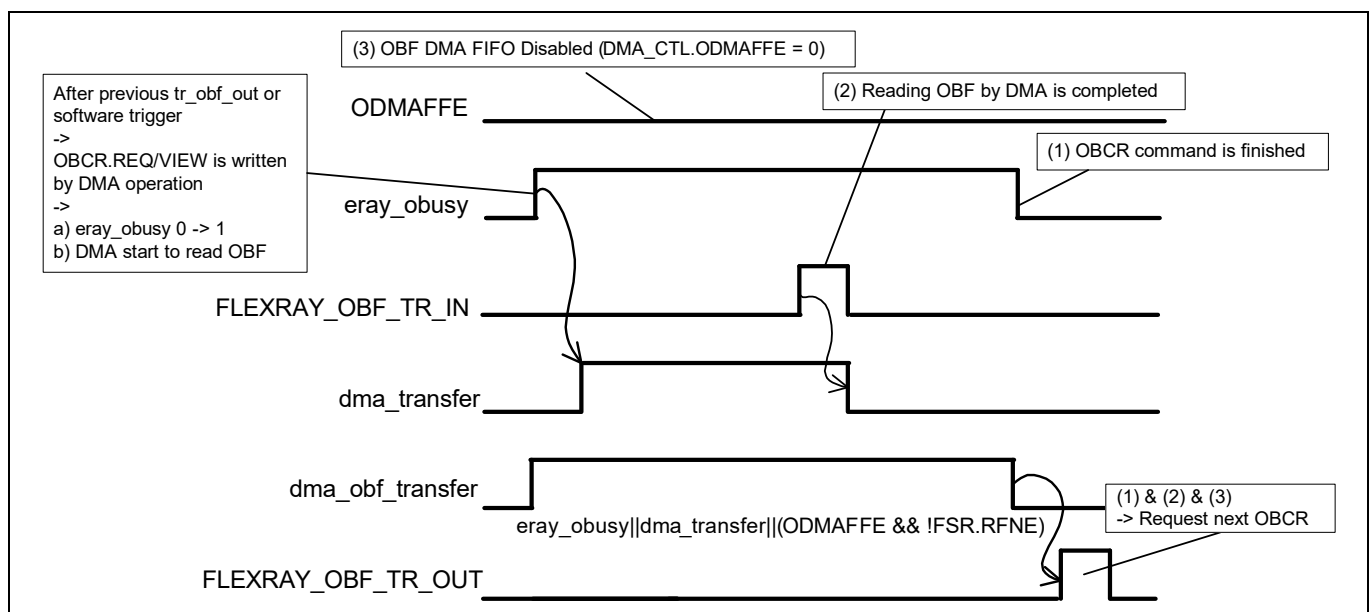 (3) OBF DMA FIFO Disabled (DMA_CTL.ODMAFFE = 0)
After previous tr_obf_out or
software trigger
->
OBCR.REQ/VIEW is written
by DMA operation
->
a) eray_obusy 0 -> 1
b) DMA start to read OBF
(2) Reading OBF by DMA is completed
ODMAFFE
(1) OBCR command is finished
eray_obusy
FLEXRAY_OBF_TR_IN
dma_transfer
dma_obf_transfer
(1) & (2) & (3)
-> Request next OBCR
eray_obusy||dma_transfer||(ODMAFFE && !FSR.RFNE)
FLEXRAY_OBF_TR_OUT